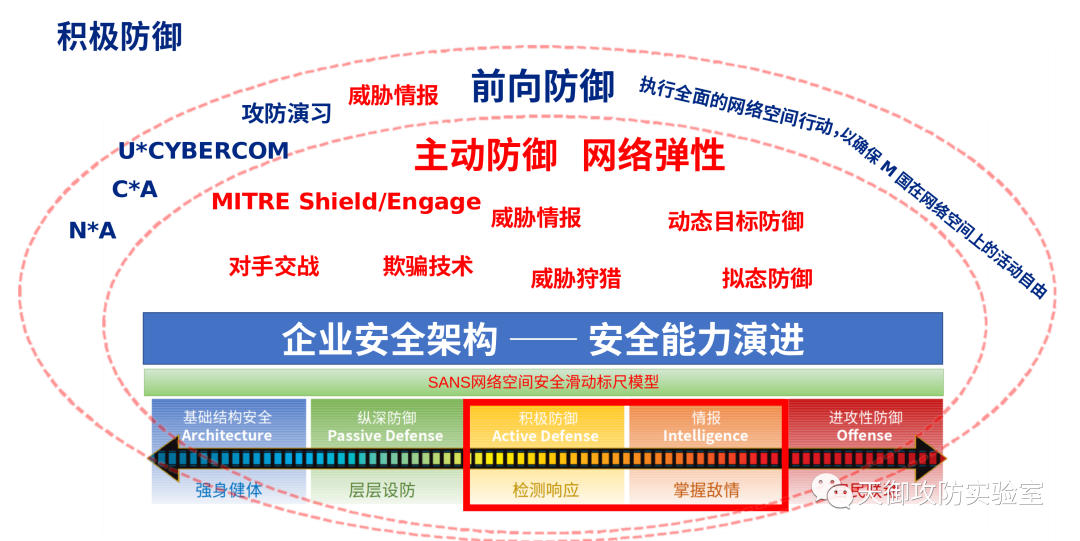 积极防御
前向防御
执行全面的网络空间行动，以确保 M 国在网络空间上的活动自由
威胁情报
攻防演习
U*CYBERCOM
C*A
N*A
主动防御 网络弹性
MITRE Shield/Engage
威胁情报
动态目标防御
对手交战
欺骗技术
威胁狩猎
拟态防御
企业安全架构 —— 安全能力演进
SANS网络空间安全滑动标尺模型
基础结构安全
Architecture
纵深防御
Passive Defense
积极防御
Active Defense
情报
Intelligence
进攻性防御
Offense
强身健体
层层设防
检测响应
掌握敌情
天御攻防实验室